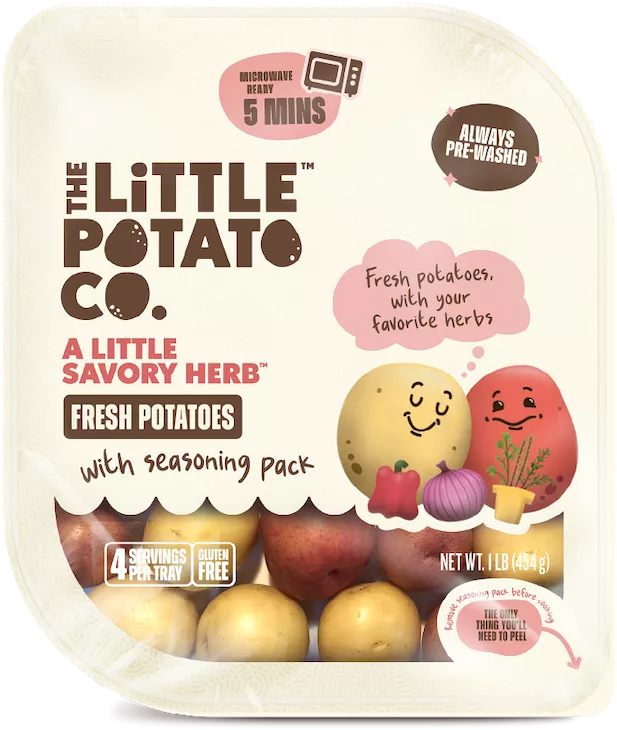 MICROWAVE
READY
5 MINS
ALWAYS
PRE-WASHED
THE LiTTLE™
POTATO
CO.
Fresh potatoes,
with your
favorite herbs
A LITTLE
SAVORY HERB™
FRESH POTATOES
with seasoning pack
4 SERVINGS
PER TRAY
GLUTEN
FREE
NET WT. 1 LB (454 g)
Remove seasoning pack before cooking
THE ONLY
THING YOU'LL
NEED TO PEEL